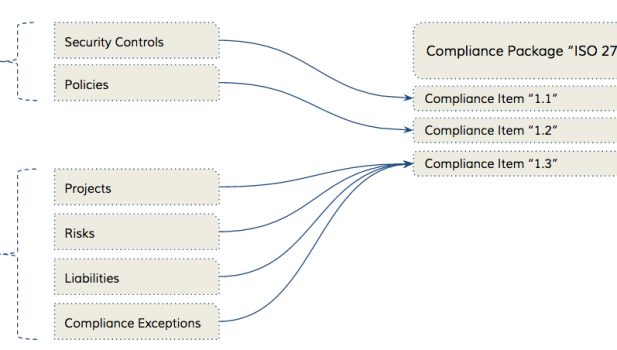 Security Controls
Policies
Projects
Risks
Liabilities
Compliance Exceptions
Compliance Package “ISO 27
Compliance Item “1.1”
Compliance Item “1.2”
Compliance Item “1.3”